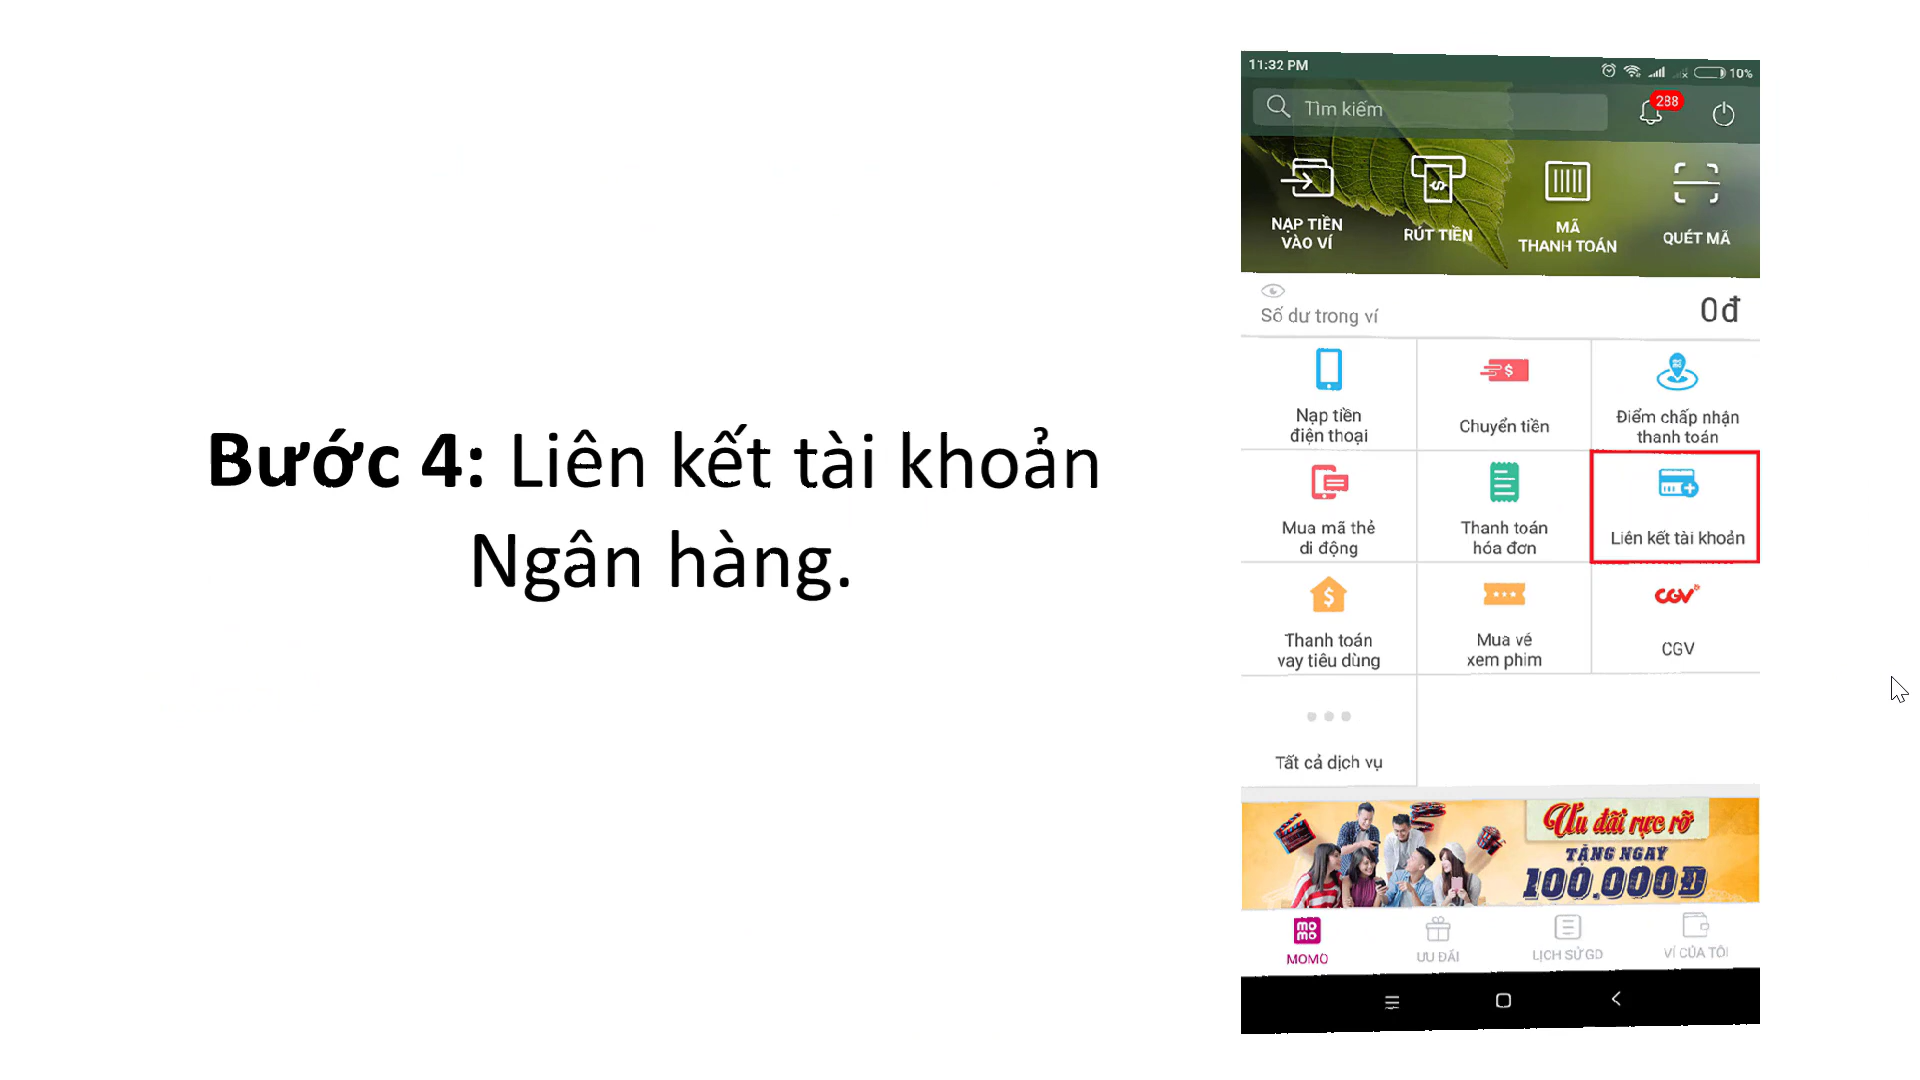 Bước 4: Liên kết tài khoản
Ngân hàng.
11:32 PM
10%
Tìm kiếm
288
NẠP TIỀN
VÀO VÍ
RÚT TIỀN
MÃ
THANH TOÁN
QUÉT MÃ
Số dư trong ví
0đ
Nạp tiền
điện thoại
Chuyển tiền
Điểm chấp nhận
thanh toán
Mua mã thẻ
di động
Thanh toán
hóa đơn
Liên kết tài khoản
Thanh toán
vay tiêu dùng
Mua vé
xem phim
CGV
CGV
Tất cả dịch vụ
Ưu đãi rực rỡ
TẶNG NGAY
100.000Đ
mo
mo
MOMO
ƯU ĐÃI
LỊCH SỬ GD
VÍ CỦA TÔI